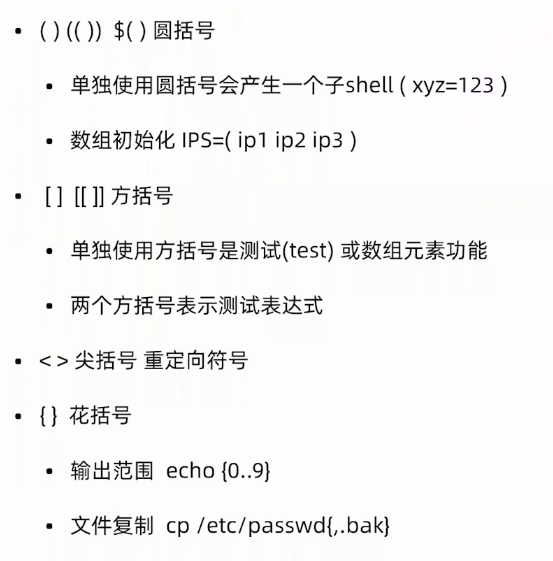 • ( ) (( )) $( ) 圆括号
• 单独使用圆括号会产生一个子shell ( xyz=123 )
• 数组初始化 IPS=( ip1 ip2 ip3 )
• [ ] [[ ]] 方括号
• 单独使用方括号是测试(test) 或数组元素功能
• 两个方括号表示测试表达式
• < > 尖括号 重定向符号
• { } 花括号
• 输出范围 echo {0..9}
• 文件复制 cp /etc/passwd{,.bak}